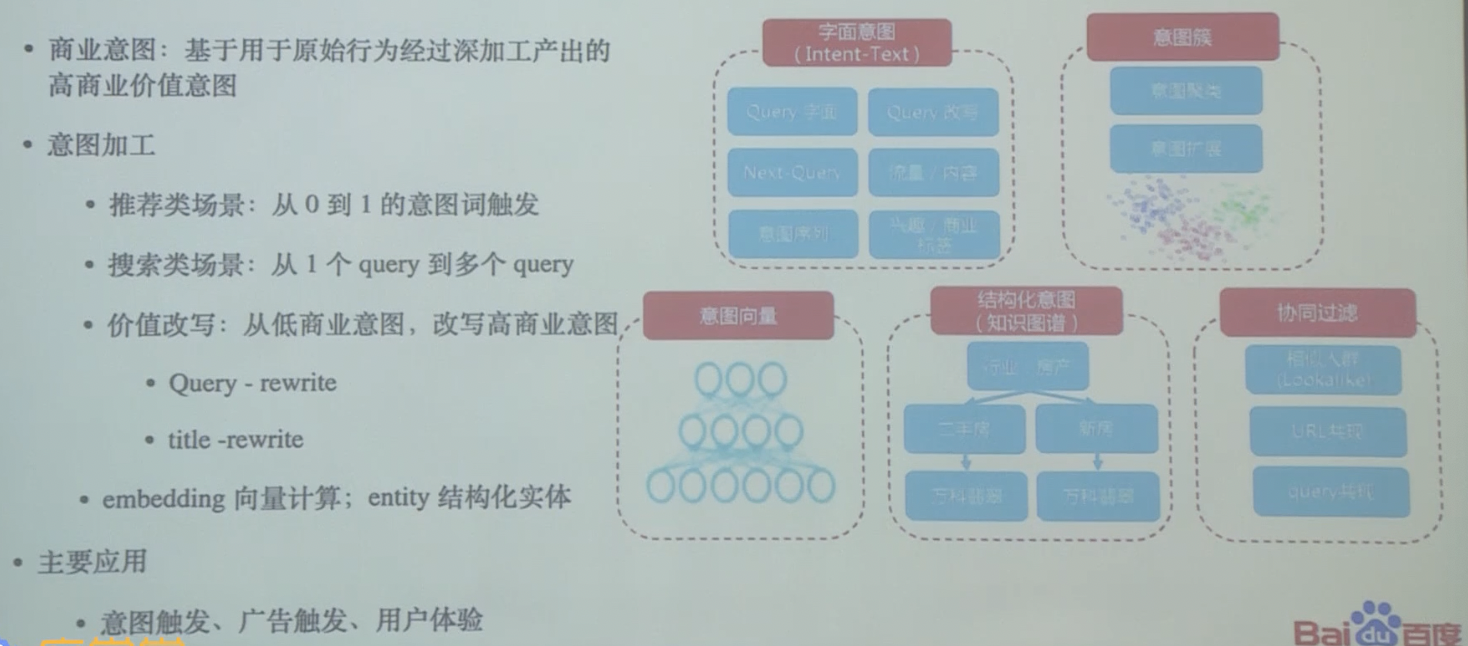 • 商业意图：基于用于原始行为经过深加工产出的
高商业价值意图
• 意图加工
• 推荐类场景：从 0 到 1 的意图词触发
• 搜索类场景：从 1 个 query 到多个 query
• 价值改写：从低商业意图，改写高商业意图
• Query - rewrite
• title -rewrite
• embedding 向量计算；entity 结构化实体
• 主要应用
• 意图触发、广告触发、用户体验
字面意图
（Intent-Text）
Query 字面
Query 改写
Next-Query
流量 / 内容
意图序列
兴趣 / 商业
标签
意图簇
意图聚类
意图扩展
意图向量
结构化意图
（知识图谱）
行业 房产
二手房
新房
万科翡翠
万科翡翠
协同过滤
相似人群
(Lookalike)
URL共现
query共现
Bai du 百度